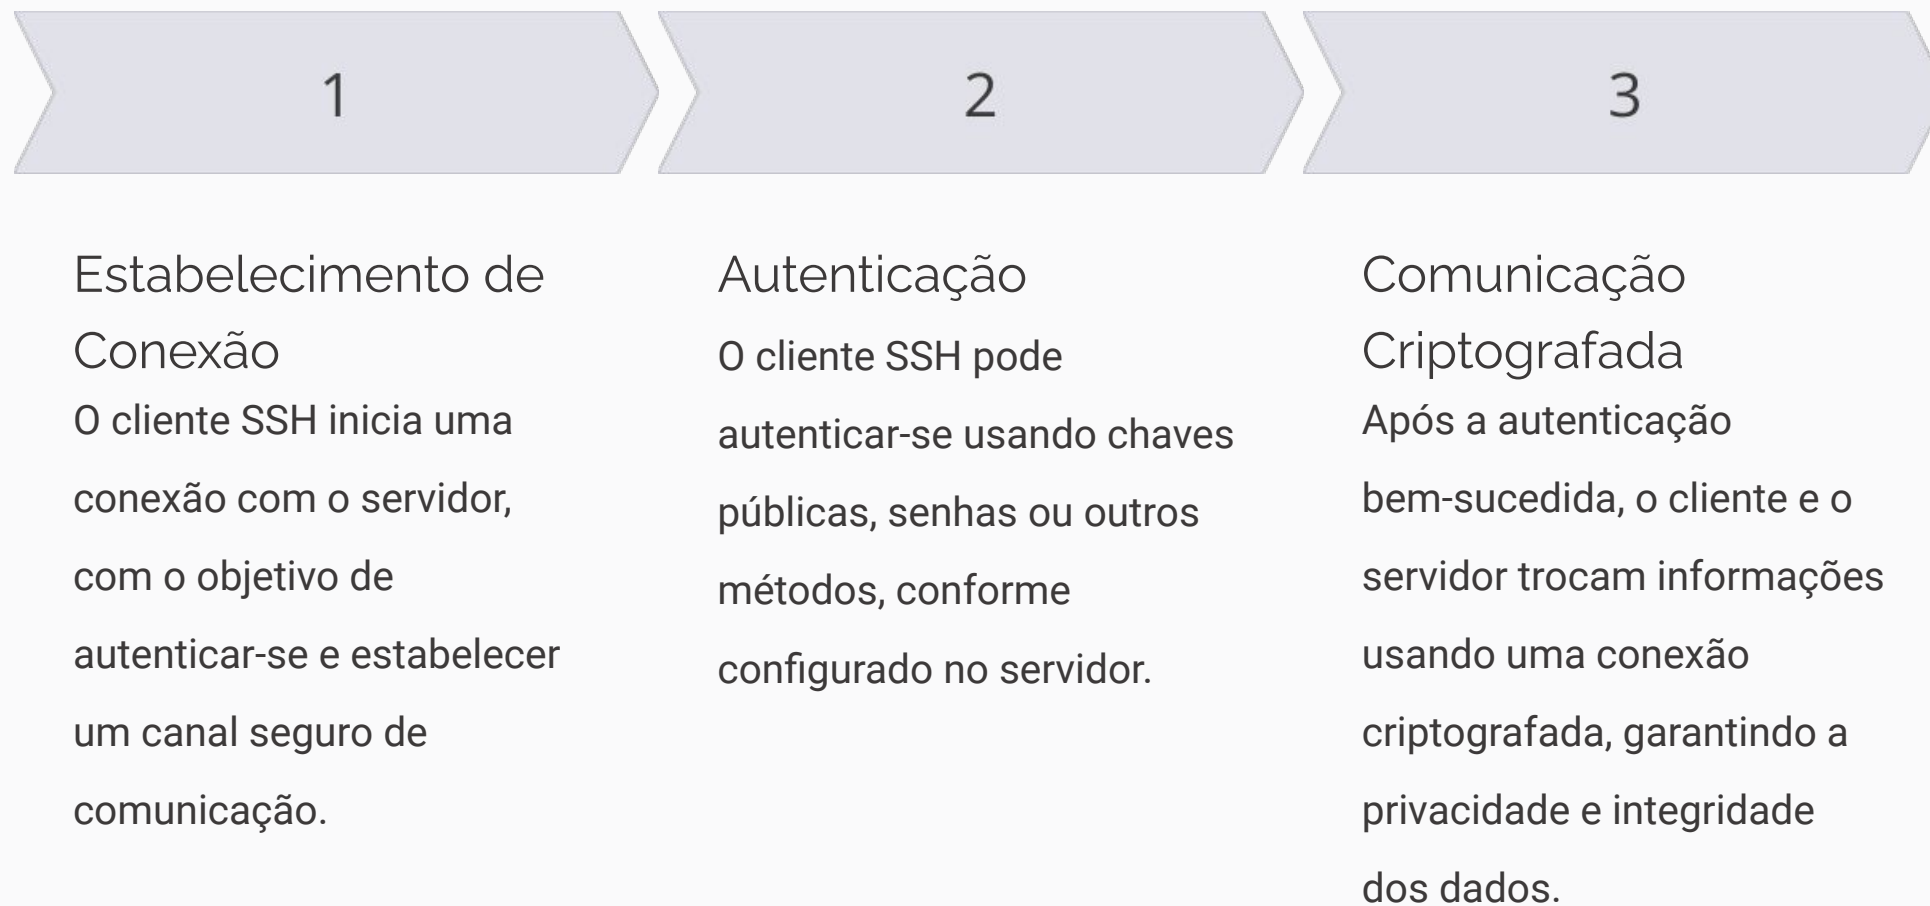 1
2
3
Estabelecimento de
Conexão
O cliente SSH inicia uma
conexão com o servidor,
com o objetivo de
autenticar-se e estabelecer
um canal seguro de
comunicação.
Autenticação
O cliente SSH pode
autenticar-se usando chaves
públicas, senhas ou outros
métodos, conforme
configurado no servidor.
Comunicação
Criptografada
Após a autenticação
bem-sucedida, o cliente e o
servidor trocam informações
usando uma conexão
criptografada, garantindo a
privacidade e integridade
dos dados.